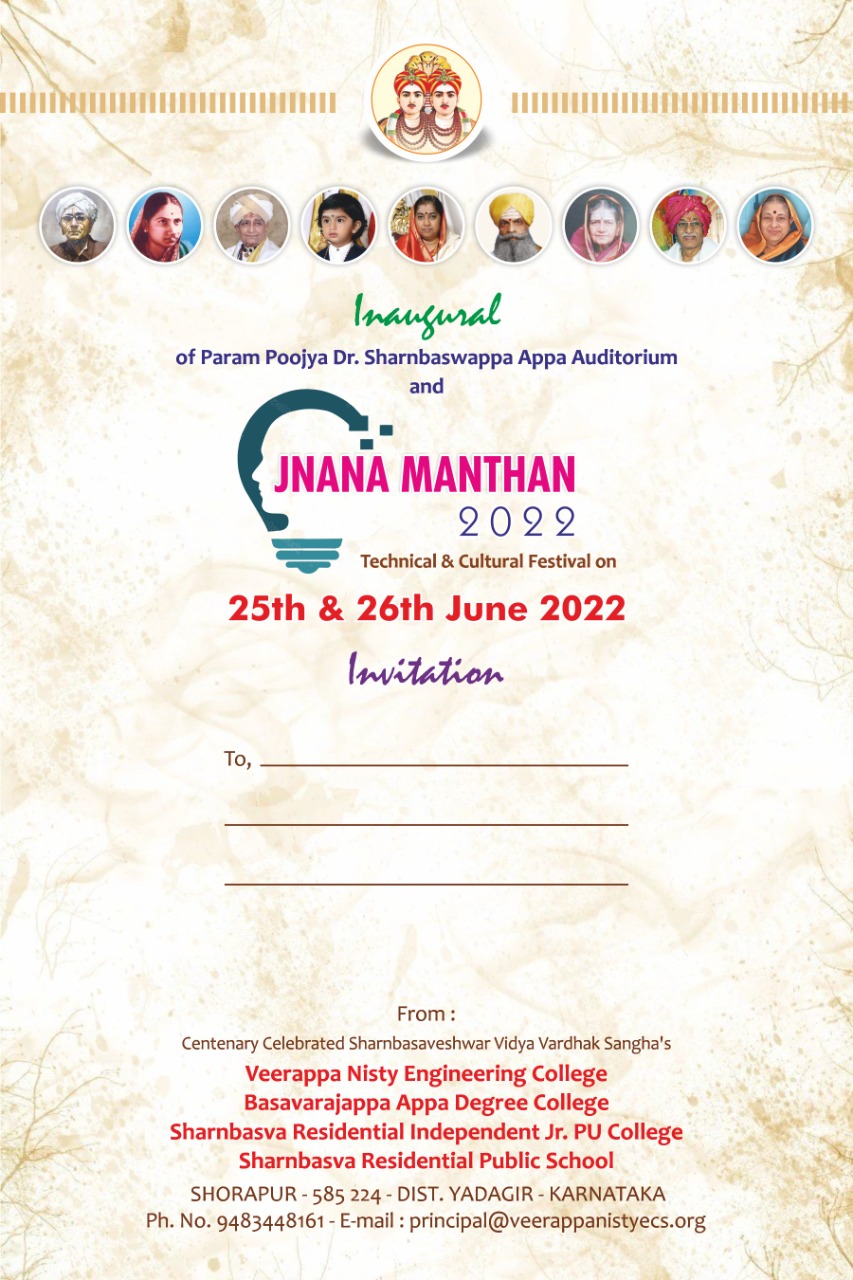 Inaugural
of Param Poojya Dr. Sharnbaswappa Appa Auditorium
and
JNANA MANTHAN
2022
Technical & Cultural Festival on
25th & 26th June 2022
Invitation
To,
From :
Centenary Celebrated Sharnbasaveshwar Vidya Vardhak Sangha's
Veerappa Nisty Engineering College
Basavarajappa Appa Degree College
Sharnbasva Residential Independent Jr. PU College
Sharnbasva Residential Public School
SHORAPUR - 585 224 - DIST. YADAGIR - KARNATAKA
Ph. No. 9483448161 - E-mail : principal@veerappanistyecs.org